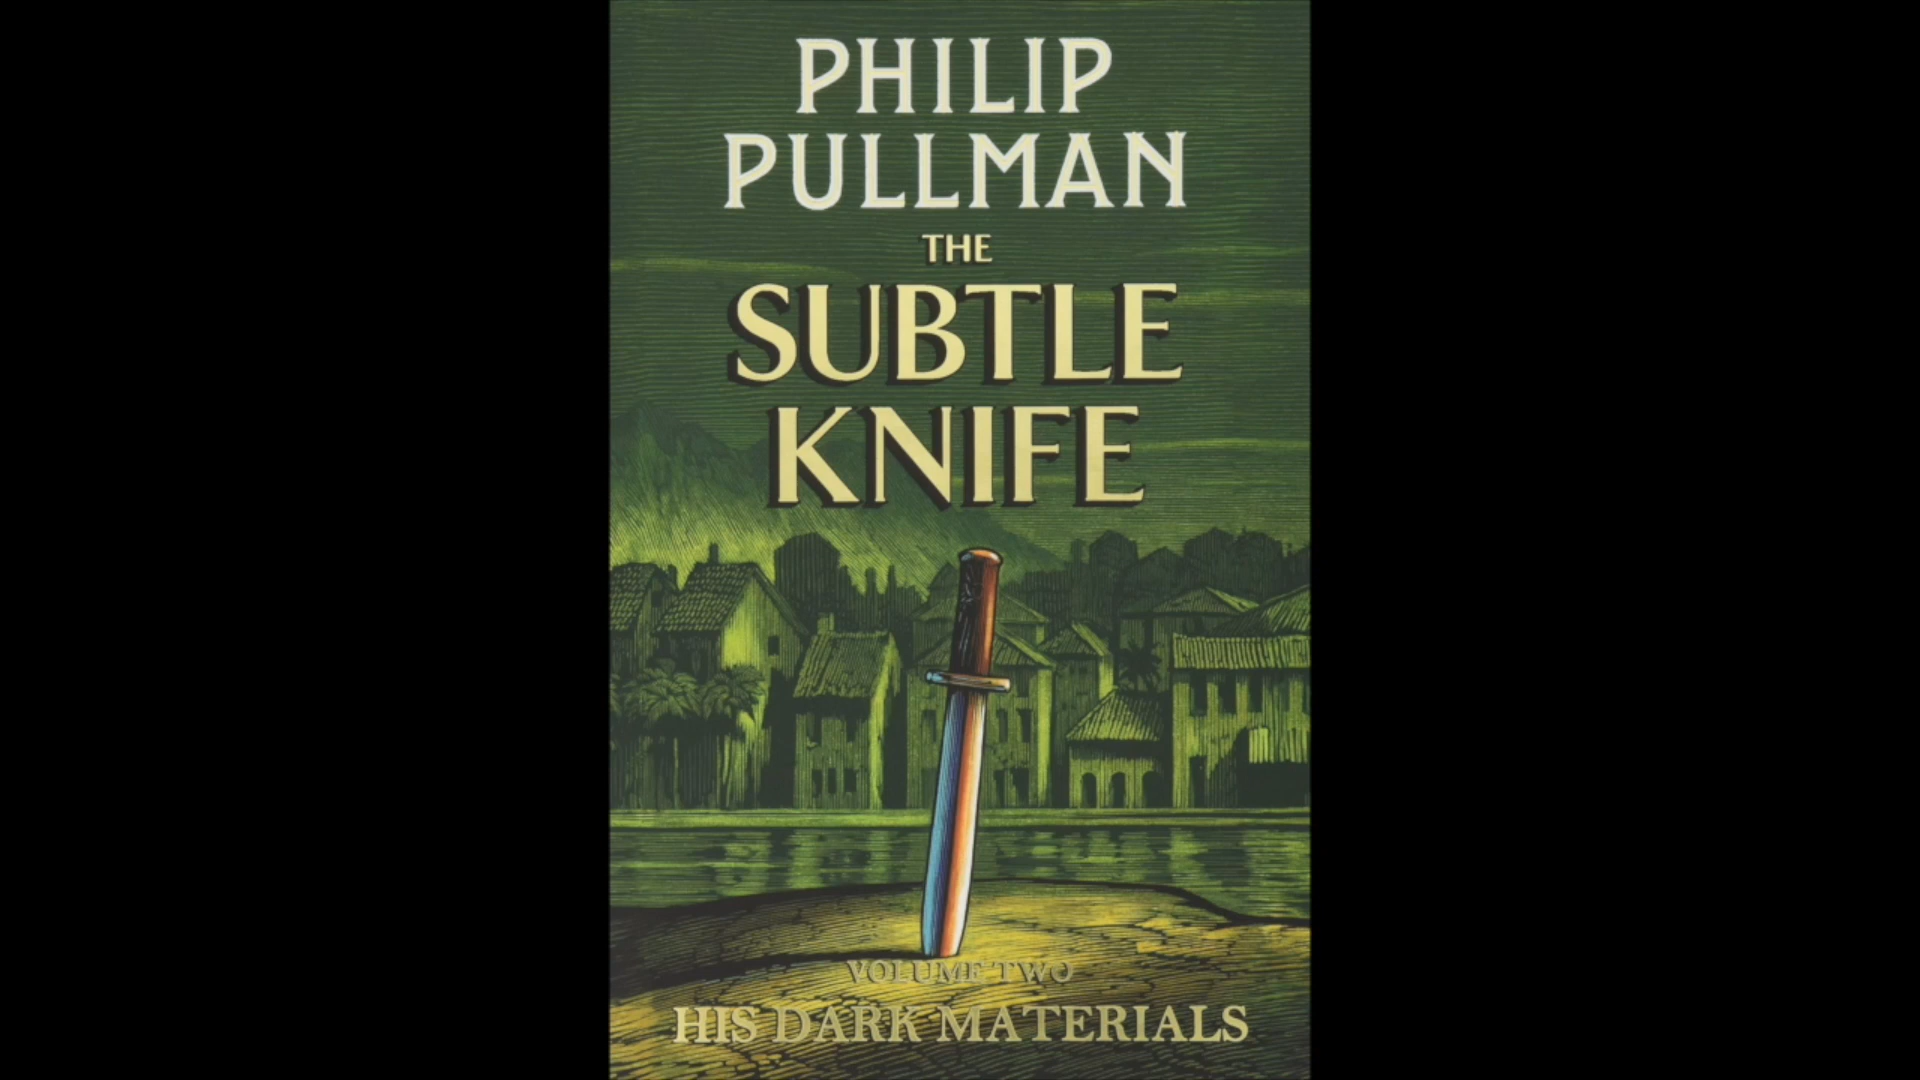 PHILIP
PULLMAN
THE
SUBTLE
KNIFE
VOLUME TWO
HIS DARK MATERIALS